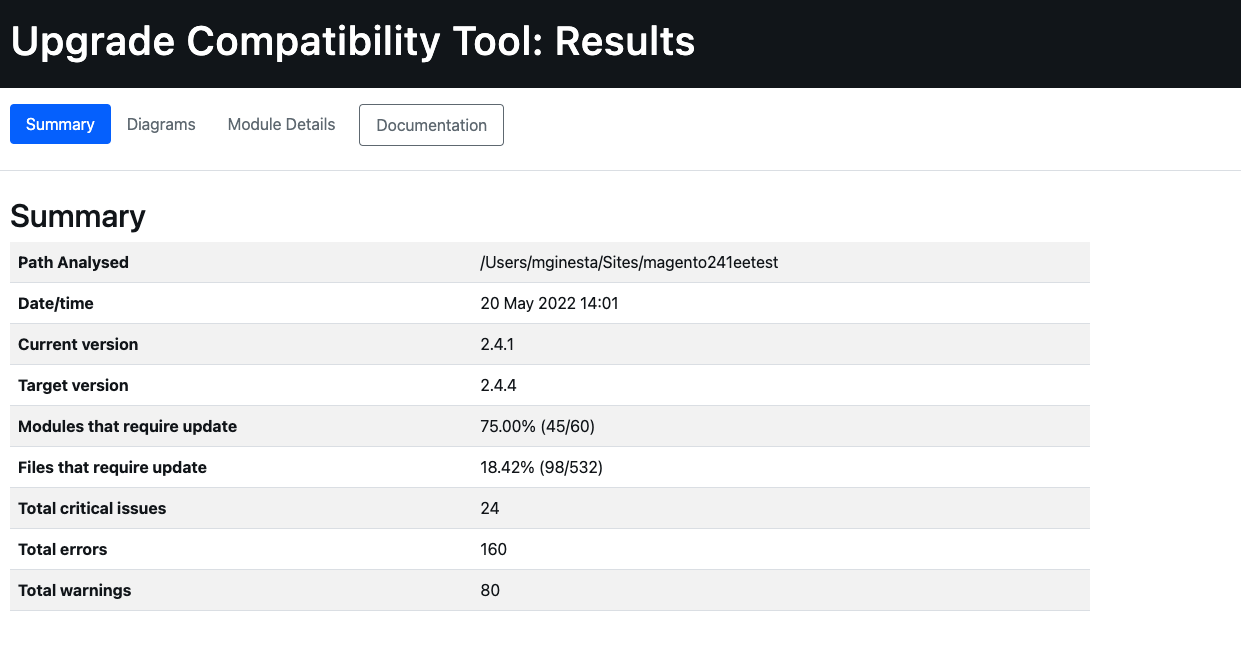 Upgrade Compatibility Tool: Results
Summary Diagrams Module Details Documentation
Summary
Path Analysed /Users/mginesta/Sites/magento241eetest
Date/time 20 May 2022 14:01
Current version 2.4.1
Target version 2.4.4
Modules that require update 75.00% (45/60)
Files that require update 18.42% (98/532)
Total critical issues 24
Total errors 160
Total warnings 80